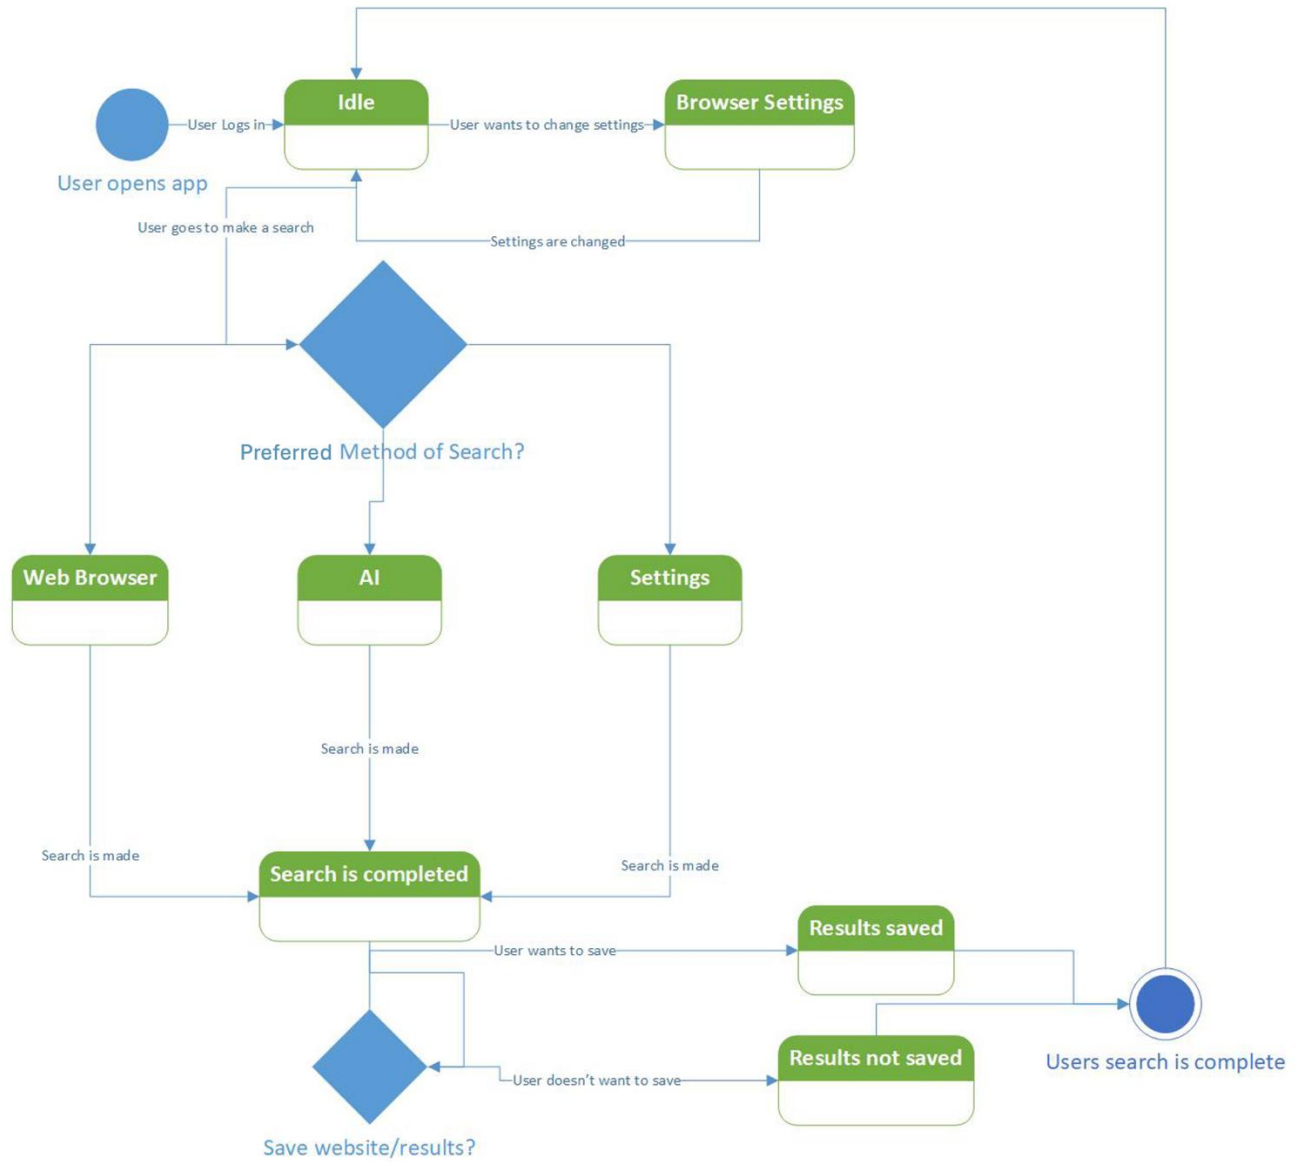 Idle
Browser Settings
User Logs in
User wants to change settings
User opens app
User goes to make a search
Settings are changed
Preferred Method of Search?
Web Browser
AI
Settings
Search is made
Search is made
Search is made
Search is completed
Results saved
User wants to save
Results not saved
Users search is complete
User doesn't want to save
Save website/results?